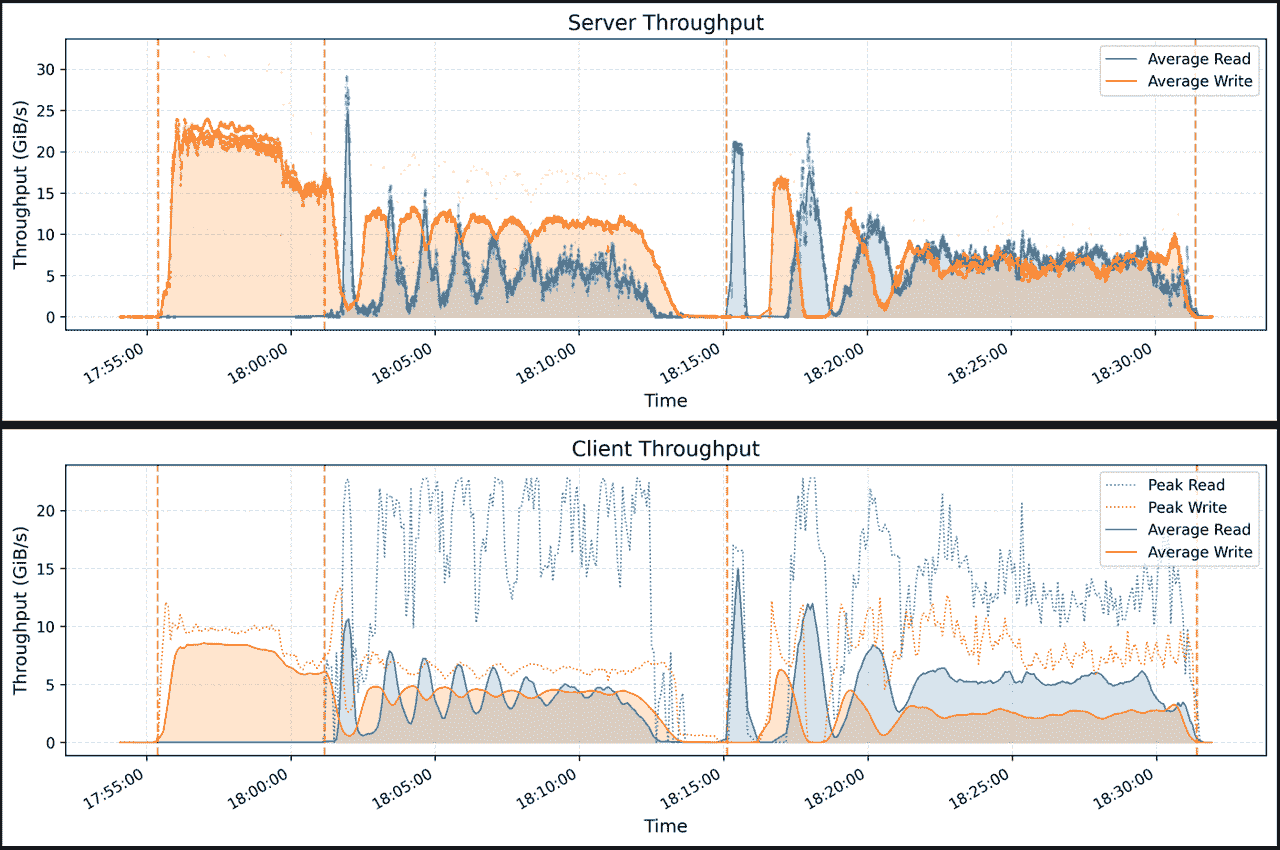 Server Throughput
Throughput (GiB/s)
30
25
20
15
10
5
0
Average Read
Average Write
17:55:00
18:00:00
18:05:00
18:10:00
18:15:00
18:20:00
18:25:00
18:30:00
Time
Client Throughput
Throughput (GiB/s)
20
15
10
5
0
Peak Read
Peak Write
Average Read
Average Write
17:55:00
18:00:00
18:05:00
18:10:00
18:15:00
18:20:00
18:25:00
18:30:00
Time